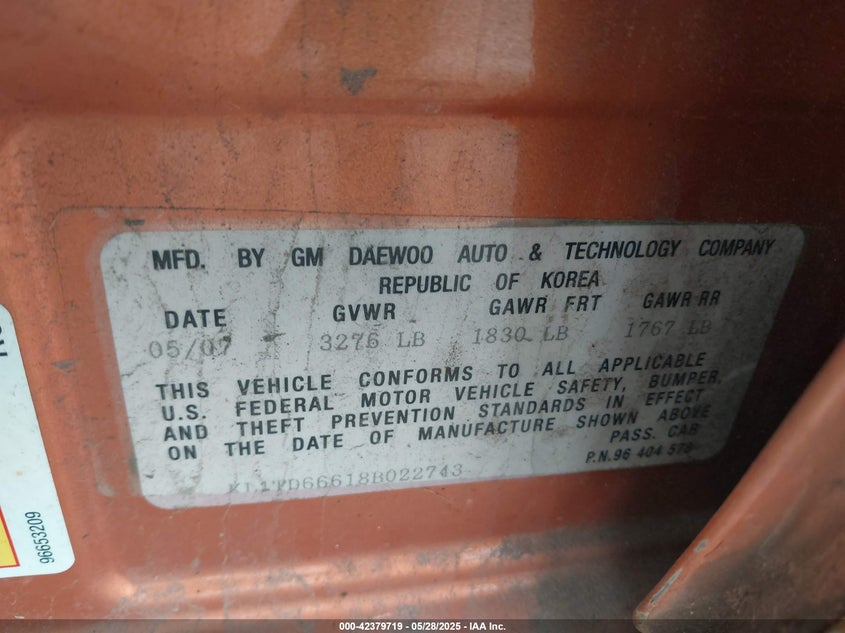 MFD. BY GM DAEWOO AUTO & TECHNOLOGY COMPANY
REPUBLIC OF KOREA
DATE GVWR GAWR FRT GAWR RR
05/07 3276 LB 1830 LB 1767 LB
THIS VEHICLE CONFORMS TO ALL APPLICABLE
U.S. FEDERAL MOTOR VEHICLE SAFETY, BUMPER,
AND THEFT PREVENTION STANDARDS IN EFFECT
ON THE DATE OF MANUFACTURE SHOWN ABOVE
PASS. CAR
KL1TD66618B022743 P.N.96 404 578
96653209
000-42379719 - 05/28/2025 - IAA Inc.